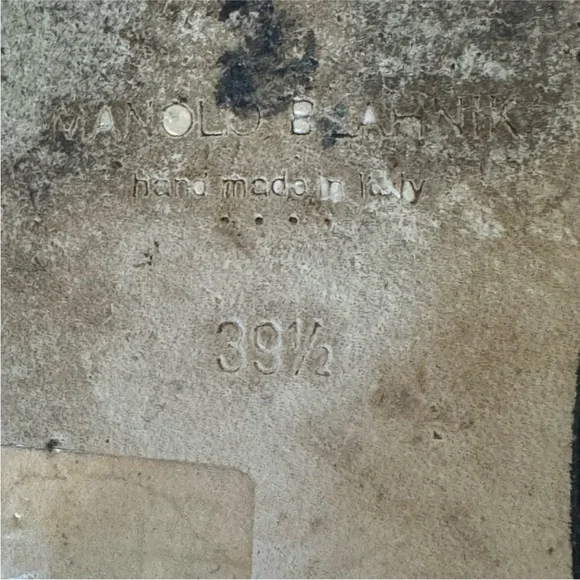 MANOLO BLAHNIK
hand made in Italy
39½